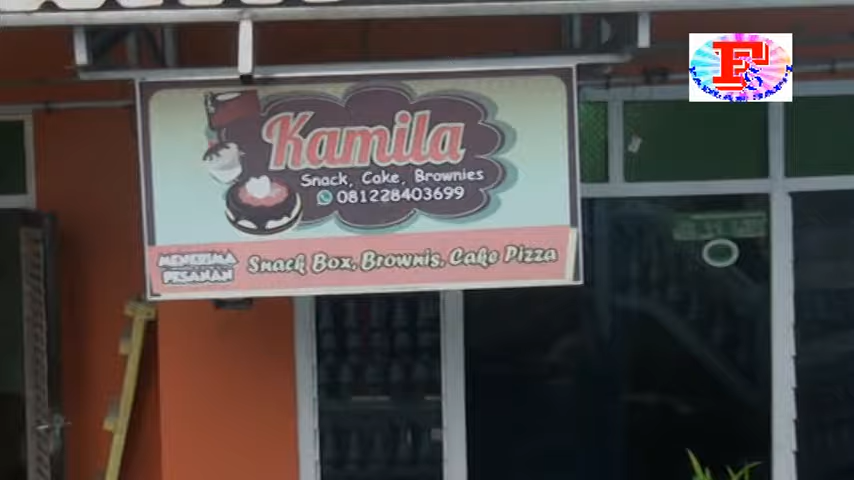 Kamila
Snack, Cake, Brownies
081228403699
MENERIMA
PESANAN
Snack Box, Brownis, Cake Pizza
F